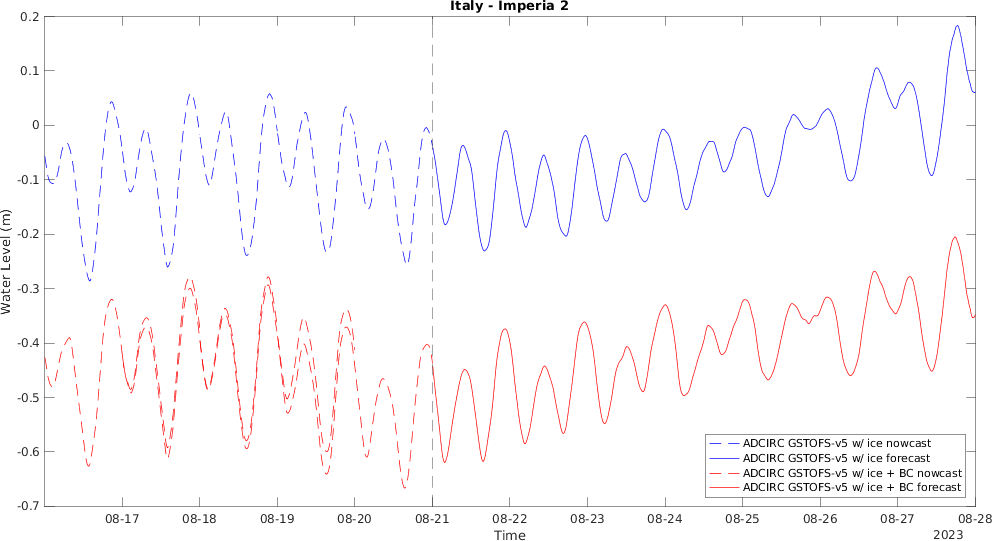 Italy - Imperia 2
0.2
0.1
0
-0.1
-0.2
-0.3
-0.4
-0.5
-0.6
-0.7
Water Level (m)
ADCIRC GSTOFS-v5 w/ ice nowcast
ADCIRC GSTOFS-v5 w/ ice forecast
ADCIRC GSTOFS-v5 w/ ice + BC nowcast
ADCIRC GSTOFS-v5 w/ ice + BC forecast
08-17 08-18 08-19 08-20 08-21 08-22 08-23 08-24 08-25 08-26 08-27 08-28
Time
2023